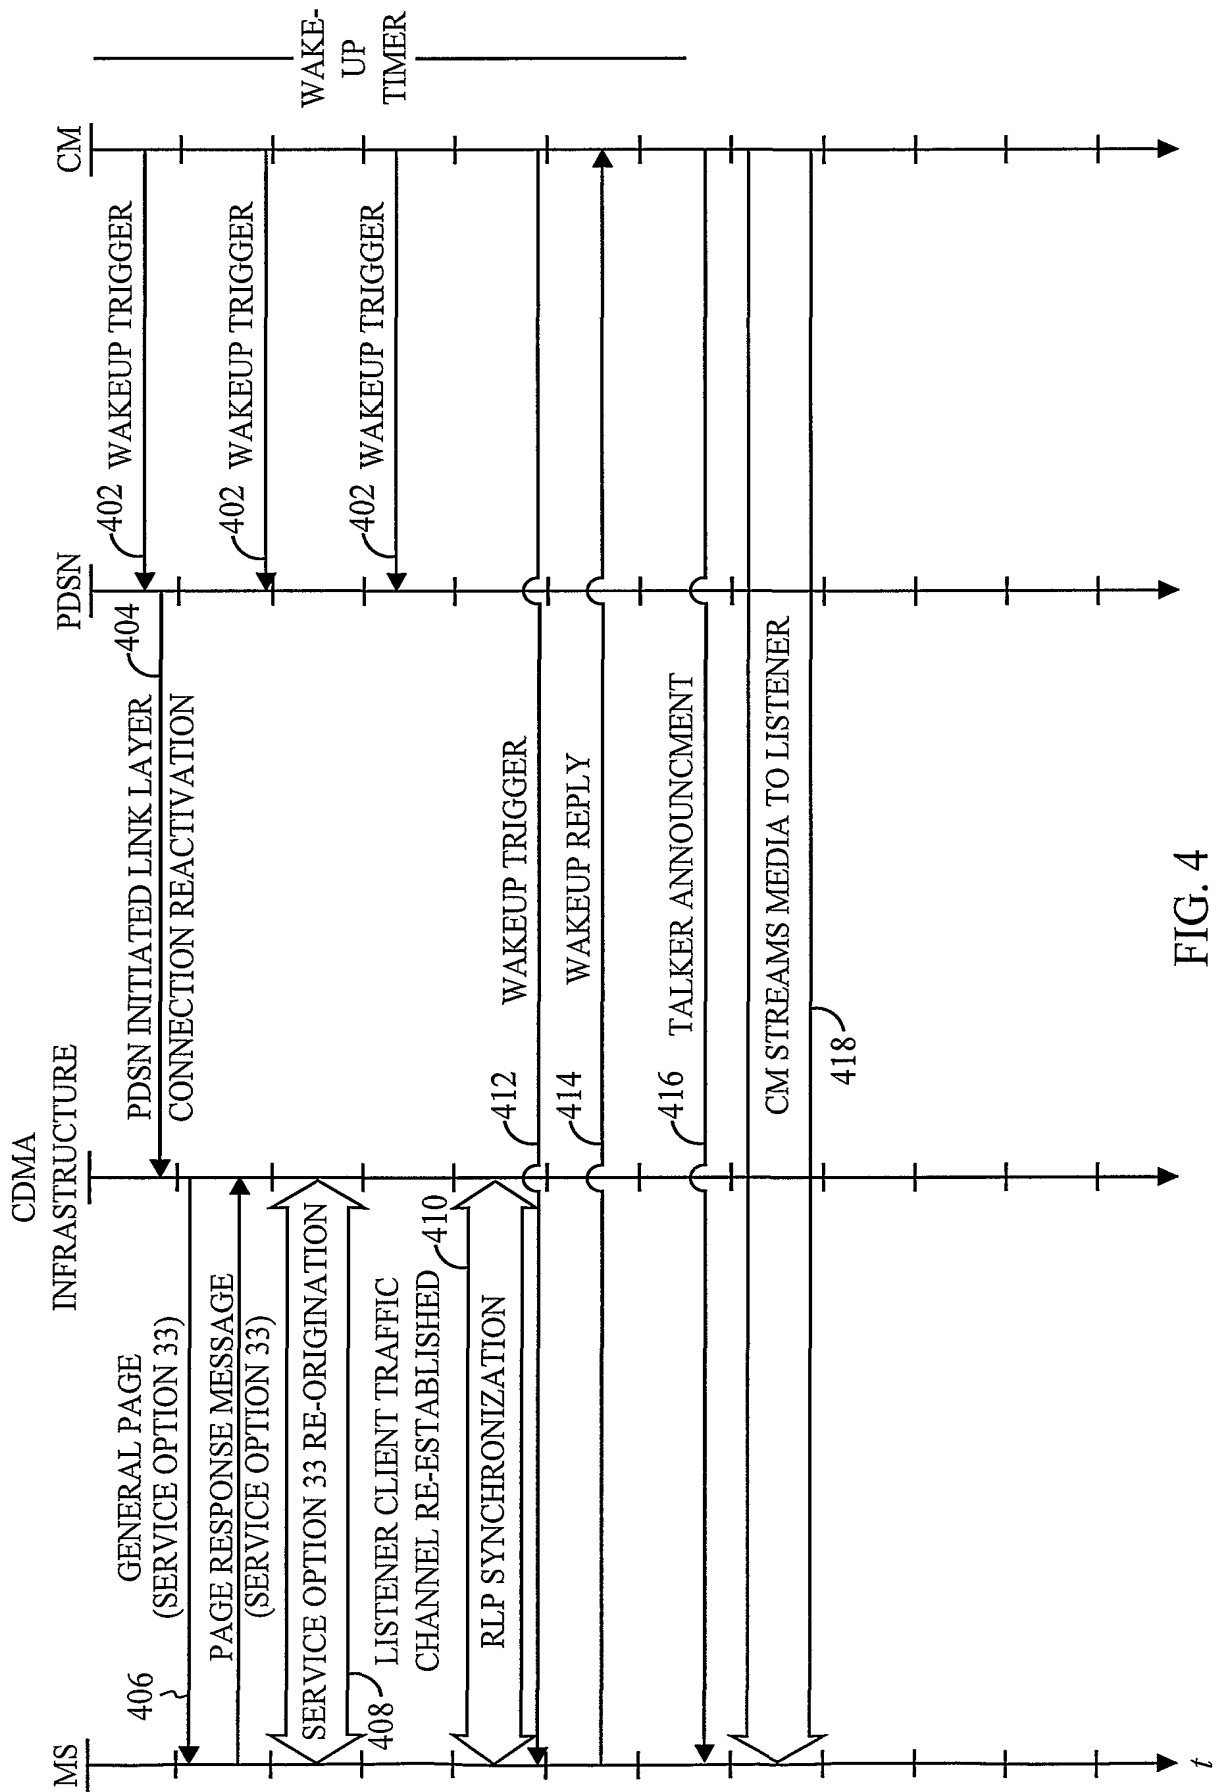 MS
CDMA
INFRASTRUCTURE
PDSN
CM
402 WAKEUP TRIGGER
404
PDSN INITIATED LINK LAYER
CONNECTION REACTIVATION
406
GENERAL PAGE
(SERVICE OPTION 33)
PAGE RESPONSE MESSAGE
(SERVICE OPTION 33)
402 WAKEUP TRIGGER
SERVICE OPTION 33 RE-ORIGINATION
408
402 WAKEUP TRIGGER
LISTENER CLIENT TRAFFIC
CHANNEL RE-ESTABLISHED
410
RLP SYNCHRONIZATION
412
WAKEUP TRIGGER
414
WAKEUP REPLY
416
TALKER ANNOUNCMENT
CM STREAMS MEDIA TO LISTENER
418
WAKE-
UP
TIMER
t
FIG. 4